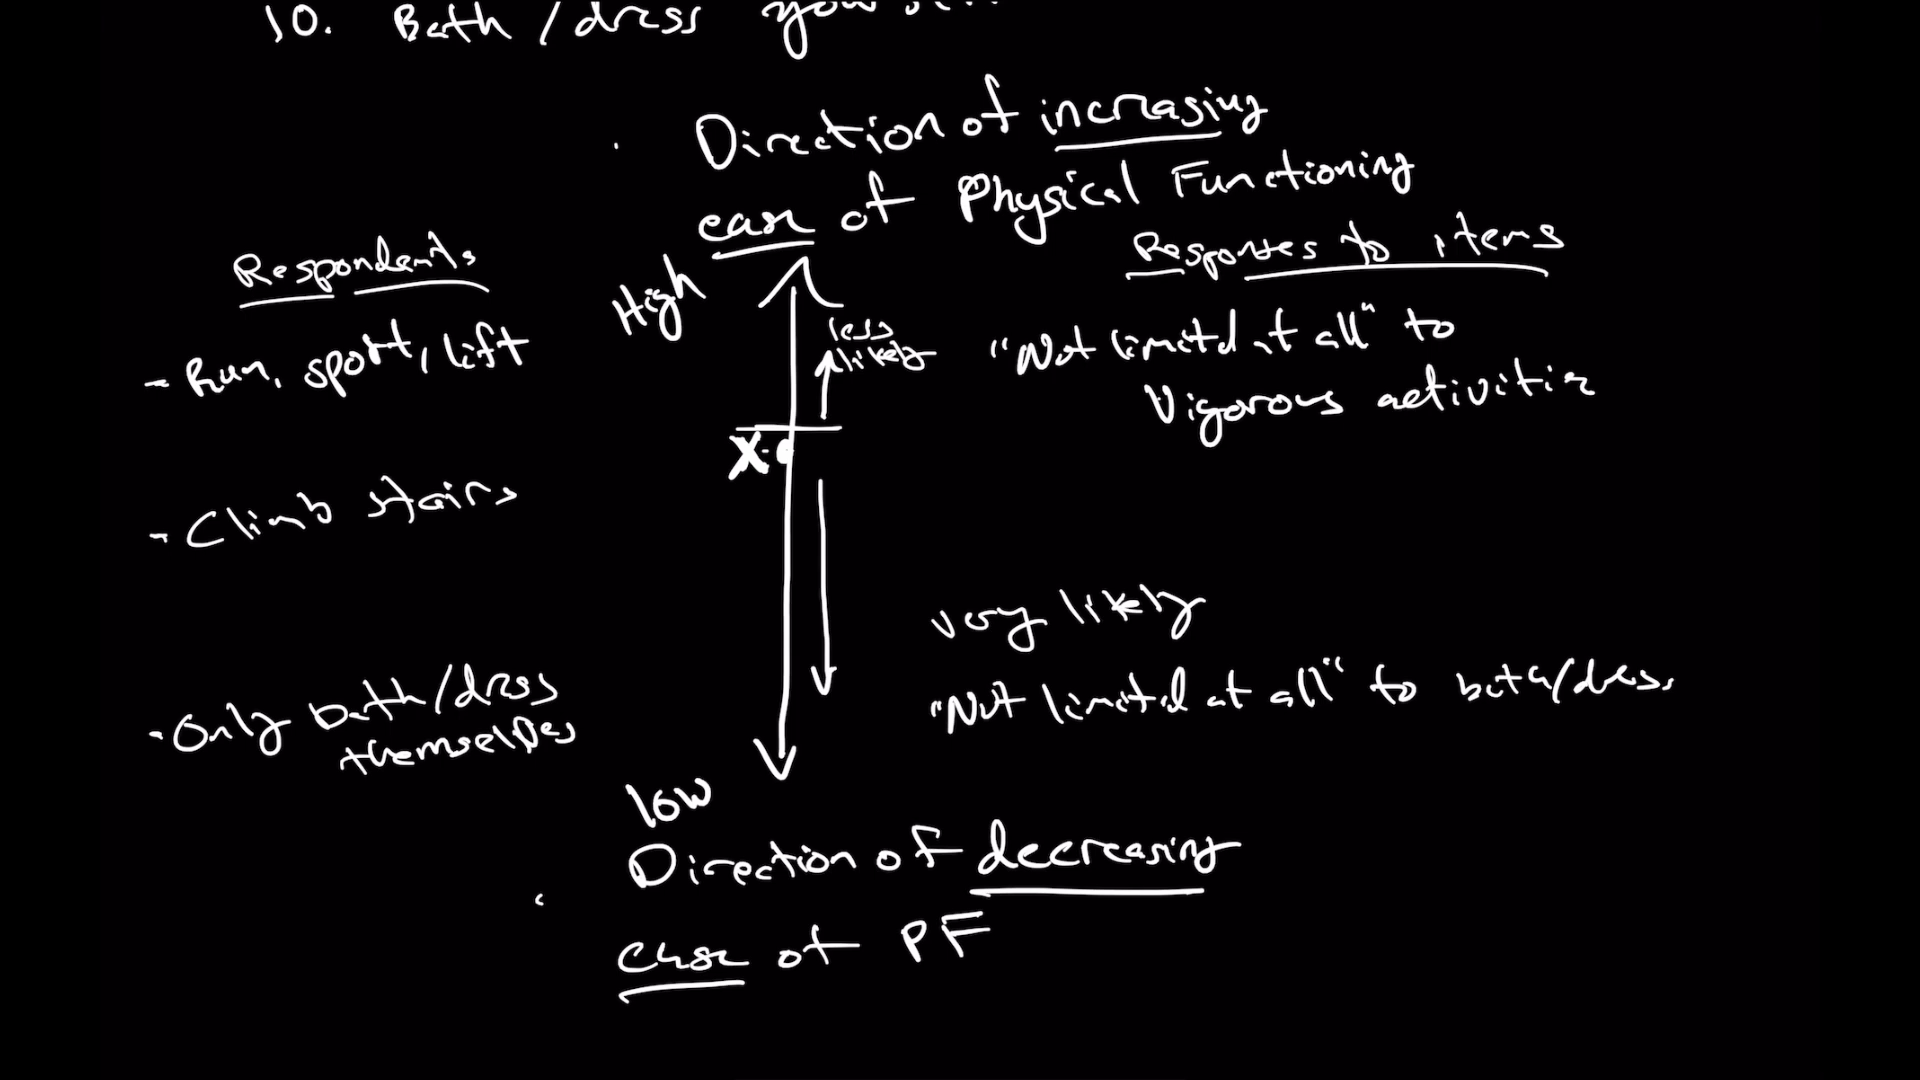 10. Bath / dress yourself
Direction of increasing
ease of Physical Functioning
Respondents
High
Responses to items
- Run, sport, lift
less
likely
"Not limited at all" to
Vigorous activities
X
- Climb stairs
very likely
- Only bath/dress
themselves
"Not limited at all" to bath/dress.
low
Direction of decreasing
ease of PF